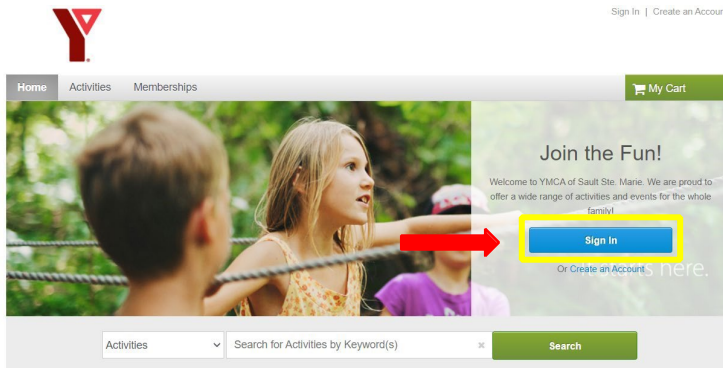 Sign In | Create an Accoun
Home Activities Memberships My Cart
Join the Fun!
Welcome to YMCA of Sault Ste. Marie. We are proud to
offer a wide range of activities and events for the whole
family!
Sign In
Or Create an Account
here.
Activities Search for Activities by Keyword(s) Search